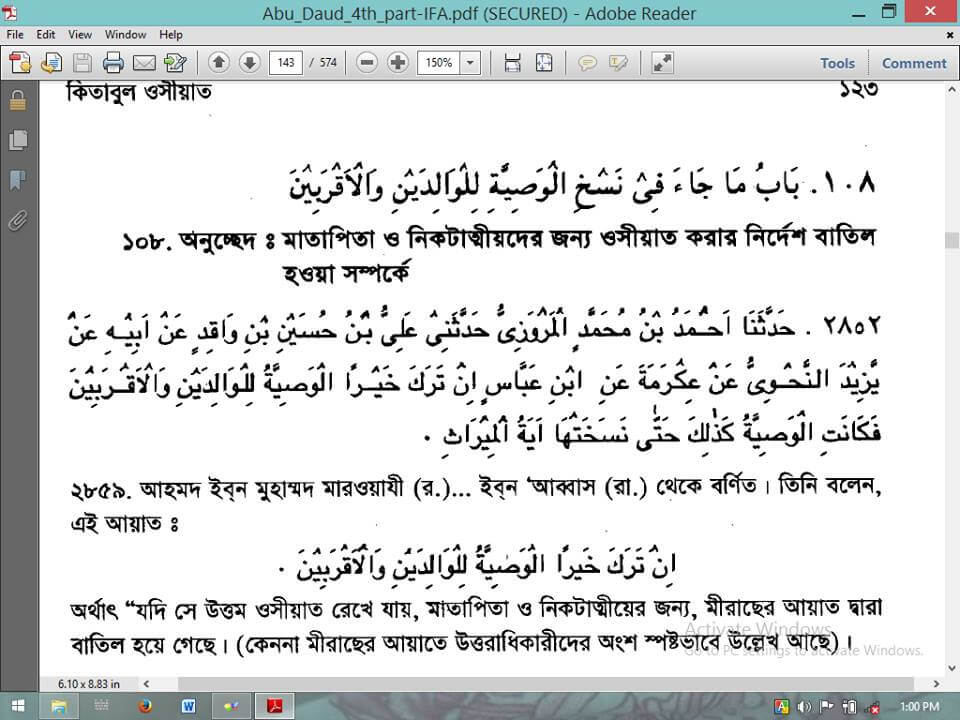 Abu_Daud_4th_part-IFA.pdf (SECURED) - Adobe Reader
File Edit View Window Help
143 / 574 150% Tools Comment
কিতাবুল ওসীয়াত ১২৩
١٠٨. بَابُ مَا جَاءَ فِىْ نَسْخِ الْوَصِيَّةِ لِلْوَالِدَيْنِ وَالْاَقْرَبِيْنَ
১০৮. অনুচ্ছেদ ঃ মাতাপিতা ও নিকটাত্মীয়দের জন্য ওসীয়াত করার নির্দেশ বাতিল
হওয়া সম্পর্কে
٢٨٥٢ . حَدَّثَنَا اَحْمَدُ بْنُ مُحَمَّدٍ الْمَرْوَزِىُّ حَدَّثَنِىْ عَلِىُّ بْنُ حُسَيْنِ بْنِ وَاقِدٍ عَنْ اَبِيْهِ عَنْ
يَّزِيْدَ النَّحْوِىُّ عَنْ عِكْرَمَةَ عَنِ ابْنِ عَبَّاسٍ اِنْ تَرَكَ خَيْرًا الْوَصِيَّةُ لِلْوَالِدَيْنِ وَالْاَقْرَبِيْنَ
فَكَانَتِ الْوَصِيَّةُ كَذٰلِكَ حَتّٰى نَسَخَتْهَا اٰيَةُ الْمِيْرَاثِ .
২৮৫৯. আহমদ ইব্‌ন মুহাম্মদ মারওয়াযী (র.)... ইব্‌ন 'আব্বাস (রা.) থেকে বর্ণিত। তিনি বলেন,
এই আয়াত ঃ
اِنْ تَرَكَ خَيْرًا الْوَصِيَّةُ لِلْوَالِدَيْنِ وَالْاَقْرَبِيْنَ .
অর্থাৎ “যদি সে উত্তম ওসীয়াত রেখে যায়, মাতাপিতা ও নিকটাত্মীয়ের জন্য, মীরাছের আয়াত দ্বারা
বাতিল হয়ে গেছে। (কেননা মীরাছের আয়াতে উত্তরাধিকারীদের অংশ স্পষ্টভাবে উল্লেখ আছে)।
Activate Windows
Go to PC settings to activate Windows.
6.10 x 8.83 in
1:00 PM